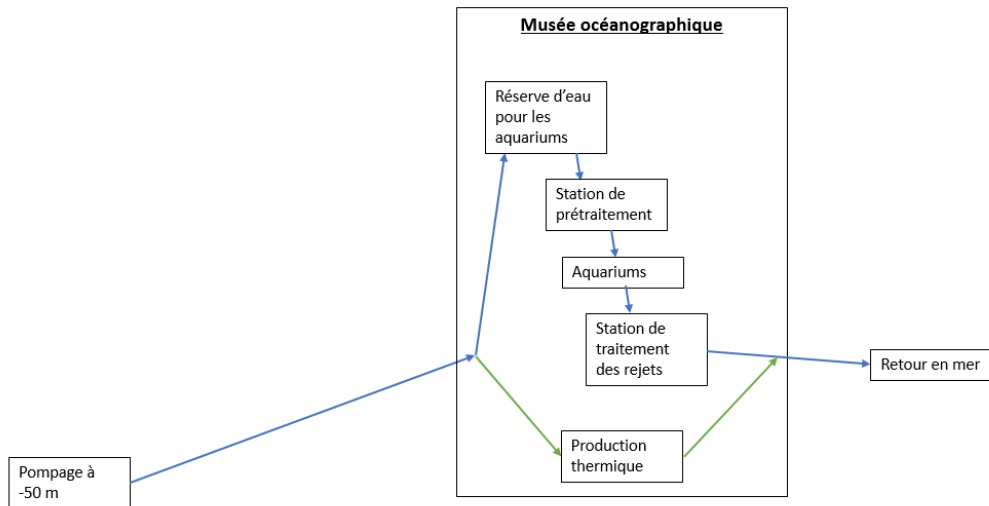 Musée océanographique
Réserve d'eau
pour les
aquariums
Station de
prétraitement
Aquariums
Station de
traitement
des rejets
Retour en mer
Production
thermique
Pompage à
-50 m